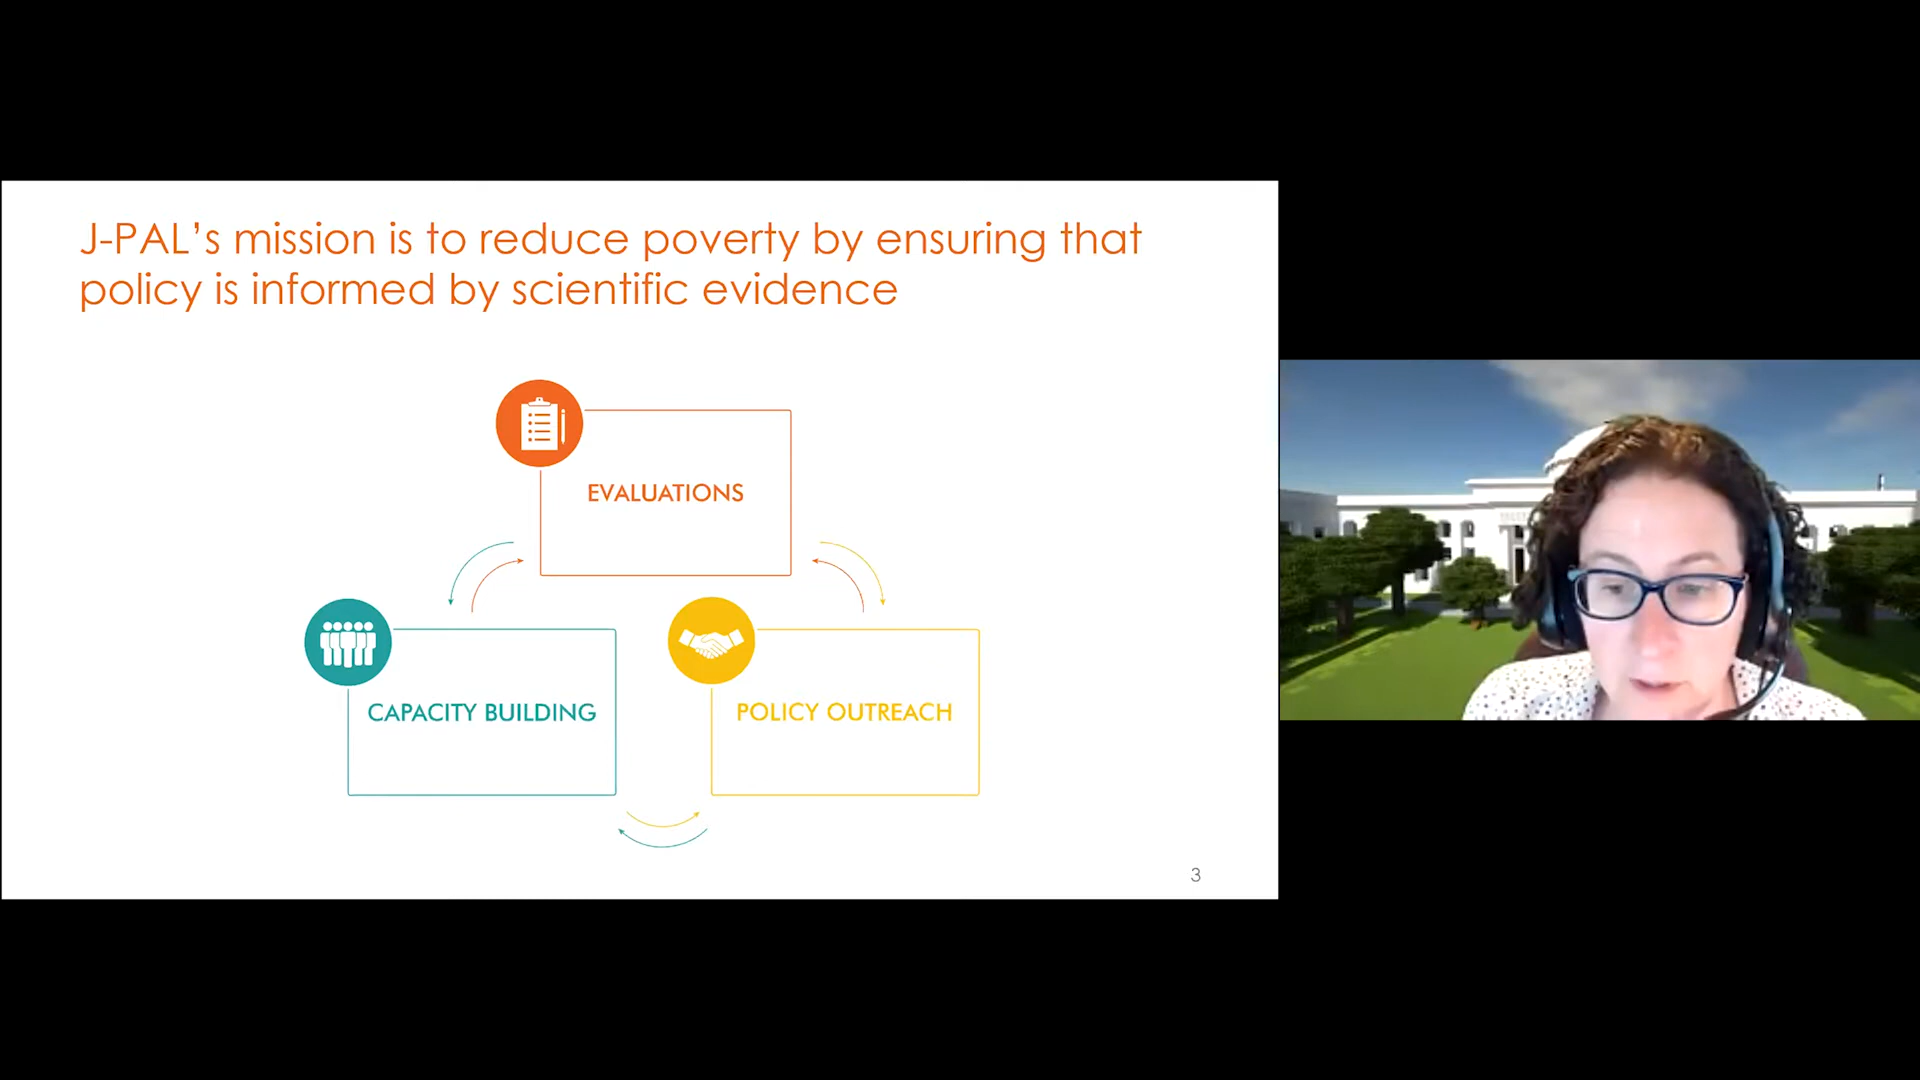 J-PAL’s mission is to reduce poverty by ensuring that
policy is informed by scientific evidence
EVALUATIONS
CAPACITY BUILDING
POLICY OUTREACH
3